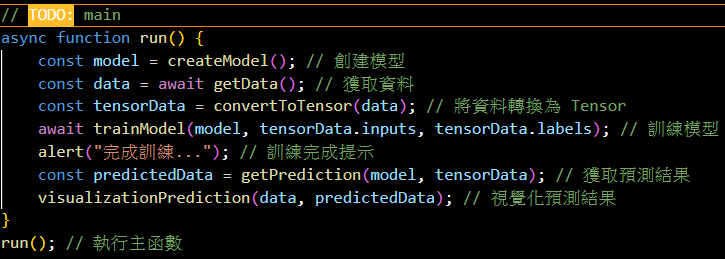 // TODO: main
async function run() {
    const model = createModel(); // 創建模型
    const data = await getData(); // 獲取資料
    const tensorData = convertToTensor(data); // 將資料轉換為 Tensor
    await trainModel(model, tensorData.inputs, tensorData.labels); // 訓練模型
    alert("完成訓練..."); // 訓練完成提示
    const predictedData = getPrediction(model, tensorData); // 獲取預測結果
    visualizationPrediction(data, predictedData); // 視覺化預測結果
}
run(); // 執行主函數